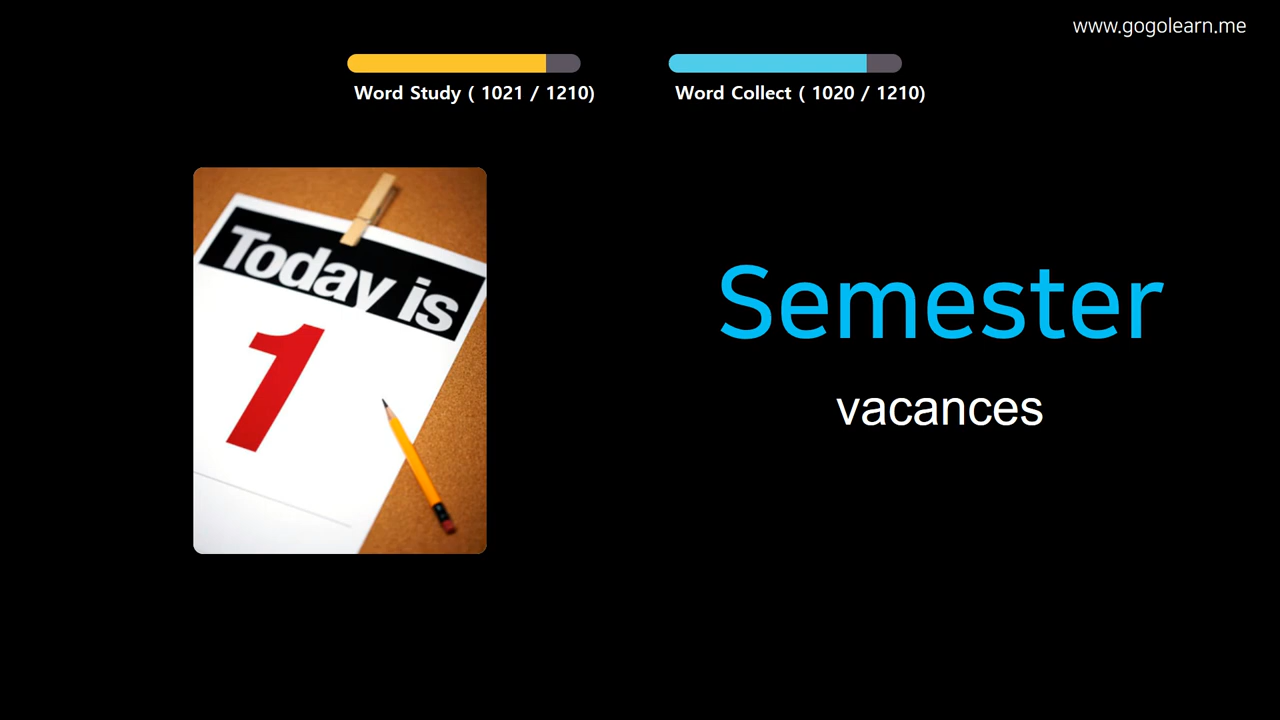 www.gogolearn.me
Word Study ( 1021 / 1210)
Word Collect ( 1020 / 1210)
Today is
1
Semester
vacances